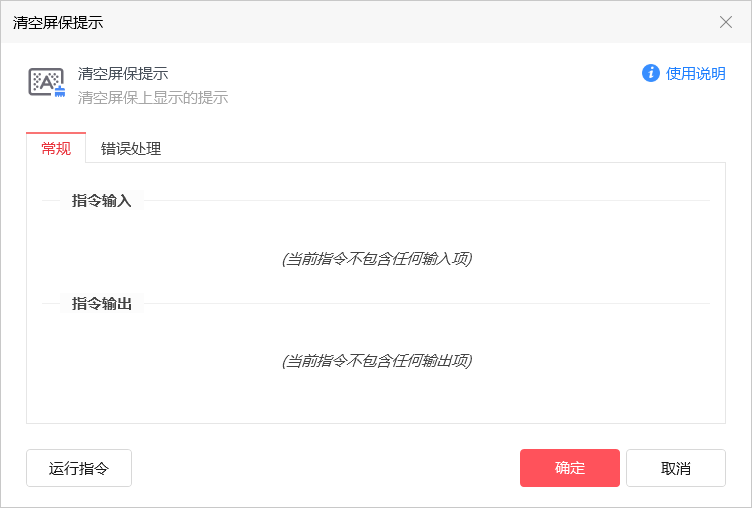 清空屏保提示
清空屏保提示
使用说明
清空屏保上显示的提示
常规 错误处理
指令输入
(当前指令不包含任何输入项)
指令输出
(当前指令不包含任何输出项)
运行指令 确定 取消